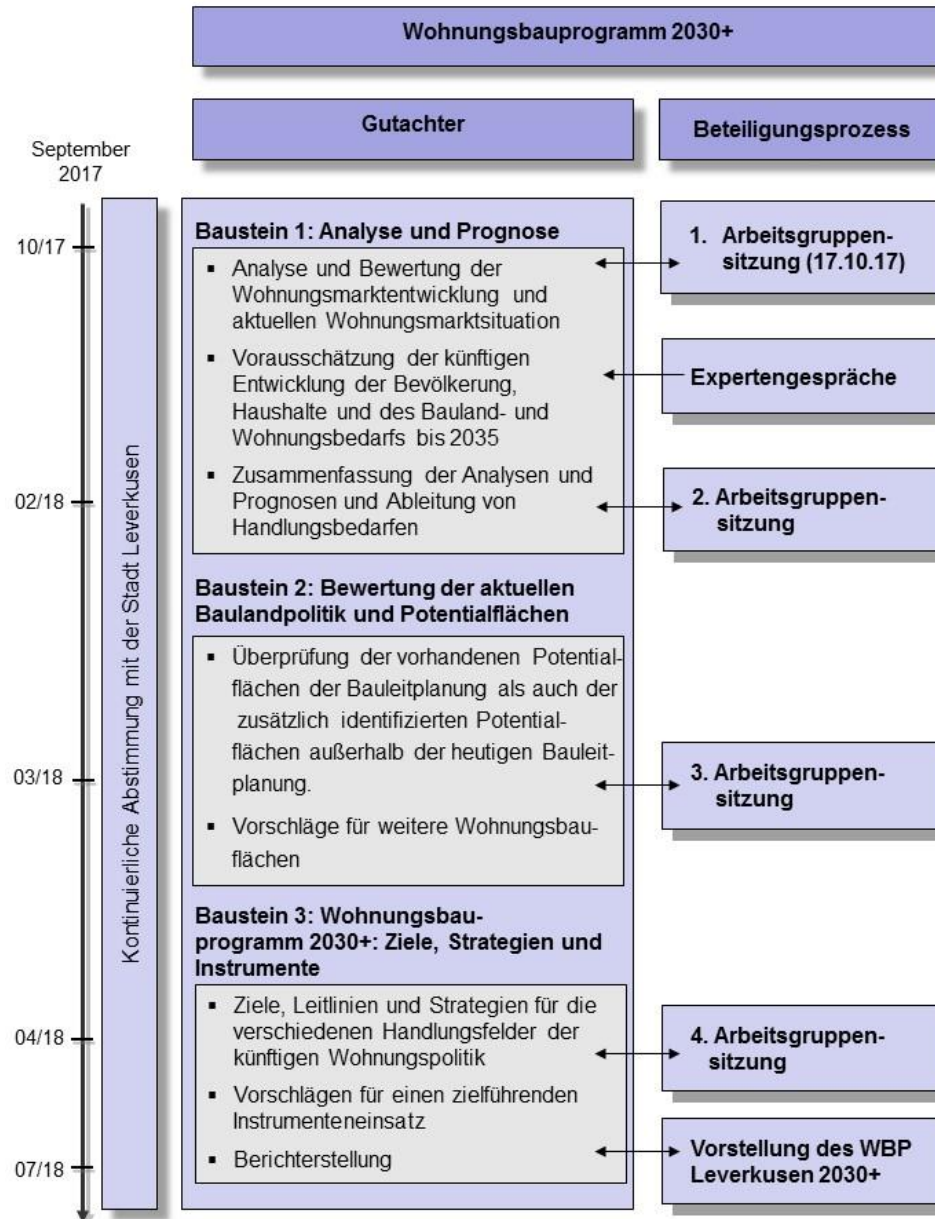 Wohnungsbauprogramm 2030+
Gutachter
Beteiligungsprozess
September
2017
10/17
02/18
03/18
04/18
07/18
Kontinuierliche Abstimmung mit der Stadt Leverkusen
Baustein 1: Analyse und Prognose
▪ Analyse und Bewertung der
Wohnungsmarktentwicklung und
aktuellen Wohnungsmarktsituation
▪ Vorausschätzung der künftigen
Entwicklung der Bevölkerung,
Haushalte und des Bauland- und
Wohnungsbedarfs bis 2035
▪ Zusammenfassung der Analysen und
Prognosen und Ableitung von
Handlungsbedarfen
Baustein 2: Bewertung der aktuellen
Baulandpolitik und Potentialflächen
▪ Überprüfung der vorhandenen Potential-
flächen der Bauleitplanung als auch der
zusätzlich identifizierten Potential-
flächen außerhalb der heutigen Bauleit-
planung.
▪ Vorschläge für weitere Wohnungsbau-
flächen
Baustein 3: Wohnungsbau-
programm 2030+: Ziele, Strategien und
Instrumente
▪ Ziele, Leitlinien und Strategien für die
verschiedenen Handlungsfelder der
künftigen Wohnungspolitik
▪ Vorschlägen für einen zielführenden
Instrumenteneinsatz
▪ Berichterstellung
1. Arbeitsgruppen-
sitzung (17.10.17)
Expertengespräche
2. Arbeitsgruppen-
sitzung
3. Arbeitsgruppen-
sitzung
4. Arbeitsgruppen-
sitzung
Vorstellung des WBP
Leverkusen 2030+